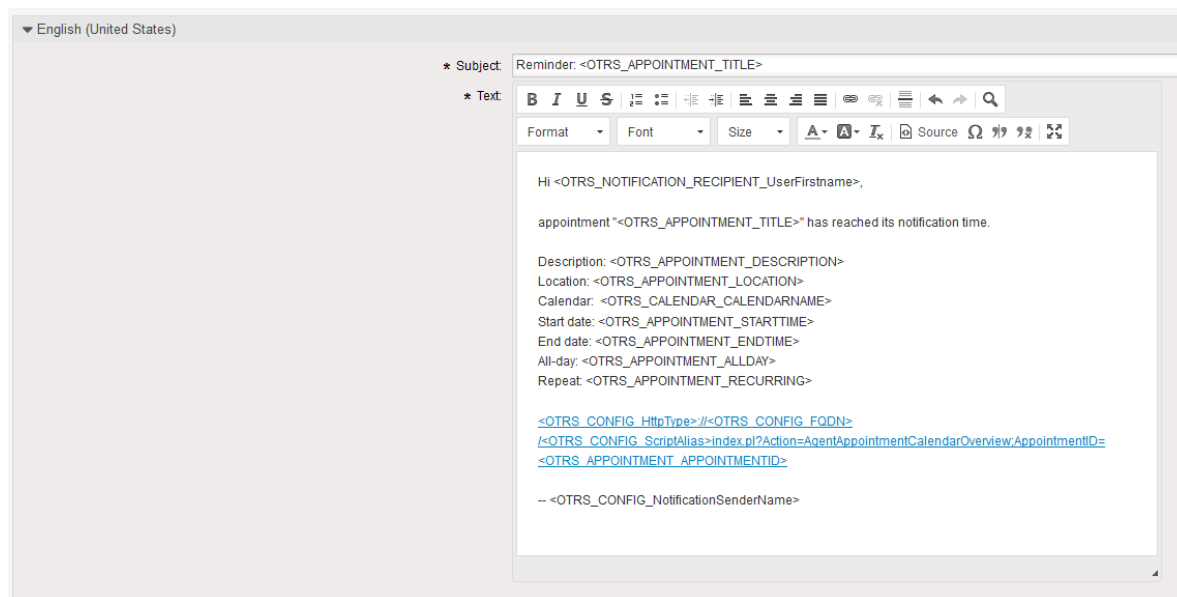 English (United States)
* Subject: Reminder: <OTRS_APPOINTMENT_TITLE>
* Text:
B I U S
Format Font Size A A Ix Source Ω
Hi <OTRS_NOTIFICATION_RECIPIENT_UserFirstname>,
appointment "<OTRS_APPOINTMENT_TITLE>" has reached its notification time.
Description: <OTRS_APPOINTMENT_DESCRIPTION>
Location: <OTRS_APPOINTMENT_LOCATION>
Calendar: <OTRS_CALENDAR_CALENDARNAME>
Start date: <OTRS_APPOINTMENT_STARTTIME>
End date: <OTRS_APPOINTMENT_ENDTIME>
All-day: <OTRS_APPOINTMENT_ALLDAY>
Repeat: <OTRS_APPOINTMENT_RECURRING>
<OTRS_CONFIG_HttpType>://<OTRS_CONFIG_FQDN>
/<OTRS_CONFIG_ScriptAlias>index.pl?Action=AgentAppointmentCalendarOverview;AppointmentID=
<OTRS_APPOINTMENT_APPOINTMENTID>
-- <OTRS_CONFIG_NotificationSenderName>